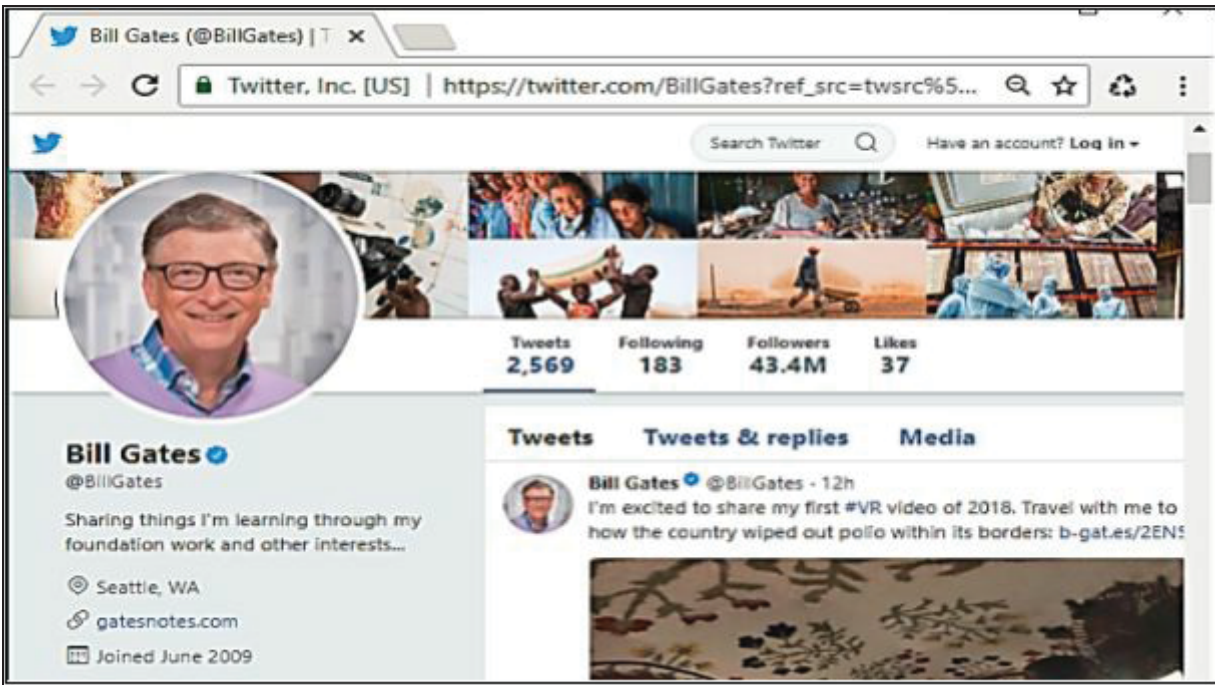 Bill Gates (@BillGates) | T
Twitter, Inc. [US] | https://twitter.com/BillGates?ref_src=twsrc%5...
Search Twitter
Have an account? Log in
Tweets Following Followers Likes
2,569 183 43.4M 37
Tweets Tweets & replies Media
Bill Gates
@BillGates
Sharing things I'm learning through my
foundation work and other interests...
Seattle, WA
gatesnotes.com
Joined June 2009
Bill Gates @BillGates · 12h
I'm excited to share my first #VR video of 2018. Travel with me to
how the country wiped out polio within its borders: b-gat.es/2EN5